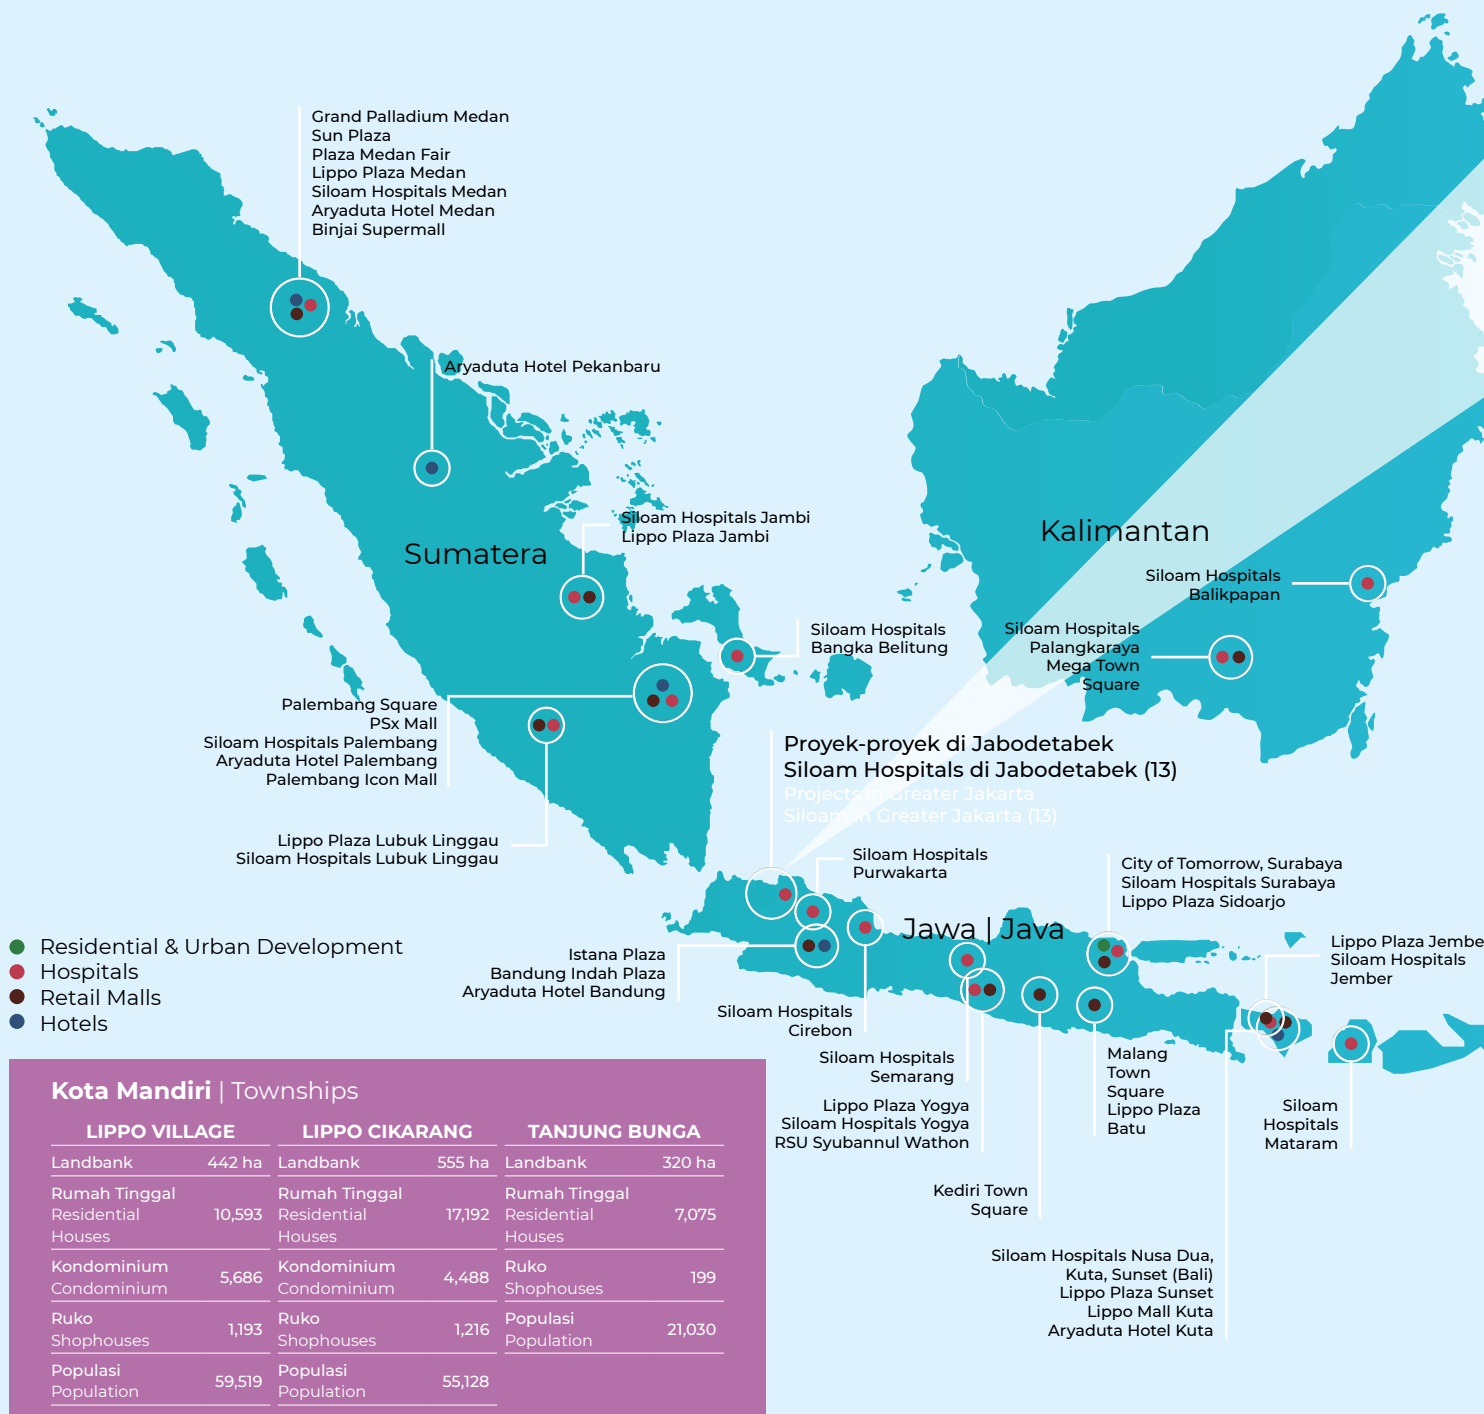 Grand Palladium Medan
Sun Plaza
Plaza Medan Fair
Lippo Plaza Medan
Siloam Hospitals Medan
Aryaduta Hotel Medan
Binjai Supermall
Aryaduta Hotel Pekanbaru
Siloam Hospitals Jambi
Lippo Plaza Jambi
Sumatera
Kalimantan
Siloam Hospitals
Balikpapan
Siloam Hospitals
Bangka Belitung
Siloam Hospitals
Palangkaraya
Mega Town
Square
Palembang Square
PSx Mall
Siloam Hospitals Palembang
Aryaduta Hotel Palembang
Palembang Icon Mall
Proyek-proyek di Jabodetabek
Siloam Hospitals di Jabodetabek (13)
Projects in Greater Jakarta
Siloam in Greater Jakarta (13)
Lippo Plaza Lubuk Linggau
Siloam Hospitals Lubuk Linggau
Siloam Hospitals
Purwakarta
City of Tomorrow, Surabaya
Siloam Hospitals Surabaya
Lippo Plaza Sidoarjo
Jawa | Java
Residential & Urban Development
Hospitals
Retail Malls
Hotels
Istana Plaza
Bandung Indah Plaza
Aryaduta Hotel Bandung
Lippo Plaza Jembe
Siloam Hospitals
Jember
Siloam Hospitals
Cirebon
Siloam Hospitals
Semarang
Lippo Plaza Yogya
Siloam Hospitals Yogya
RSU Syubannul Wathon
Malang
Town
Square
Lippo Plaza
Batu
Siloam
Hospitals
Mataram
Kediri Town
Square
Siloam Hospitals Nusa Dua,
Kuta, Sunset (Bali)
Lippo Plaza Sunset
Lippo Mall Kuta
Aryaduta Hotel Kuta
Kota Mandiri | Townships
LIPPO VILLAGE
Landbank 442 ha
Rumah Tinggal
Residential 10,593
Houses
Kondominium
Condominium 5,686
Ruko
Shophouses 1,193
Populasi
Population 59,519
LIPPO CIKARANG
Landbank 555 ha
Rumah Tinggal
Residential 17,192
Houses
Kondominium
Condominium 4,488
Ruko
Shophouses 1,216
Populasi
Population 55,128
TANJUNG BUNGA
Landbank 320 ha
Rumah Tinggal
Residential 7,075
Houses
Ruko
Shophouses 199
Populasi
Population 21,030